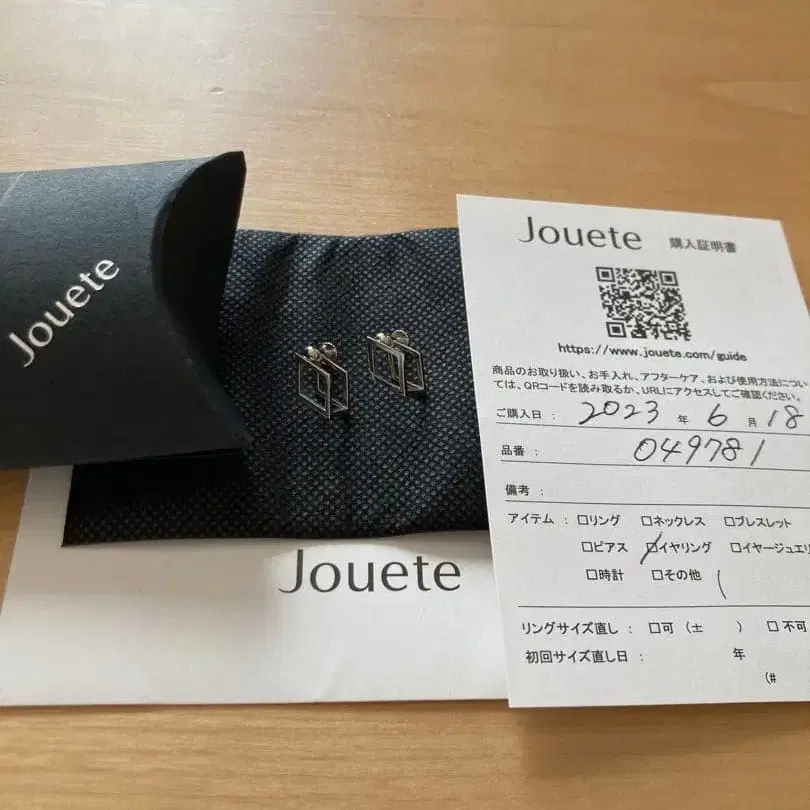 Jouete
Jouete
Jouete 購入証明書
https://www.jouete.com/guide
商品のお取り扱い、お手入れ、アフターケア、および使用方法につい
ては、QRコードを読み取るか、URLにアクセスしてご確認ください。
ご購入日： 2023 年 6 月 18
品番： 049781
備考：
アイテム：□リング □ネックレス □ブレスレット
□ピアス ☑イヤリング □イヤージュエリ
□時計 □その他 (
リングサイズ直し：□可（± ） □不可
初回サイズ直し日： 年
(#